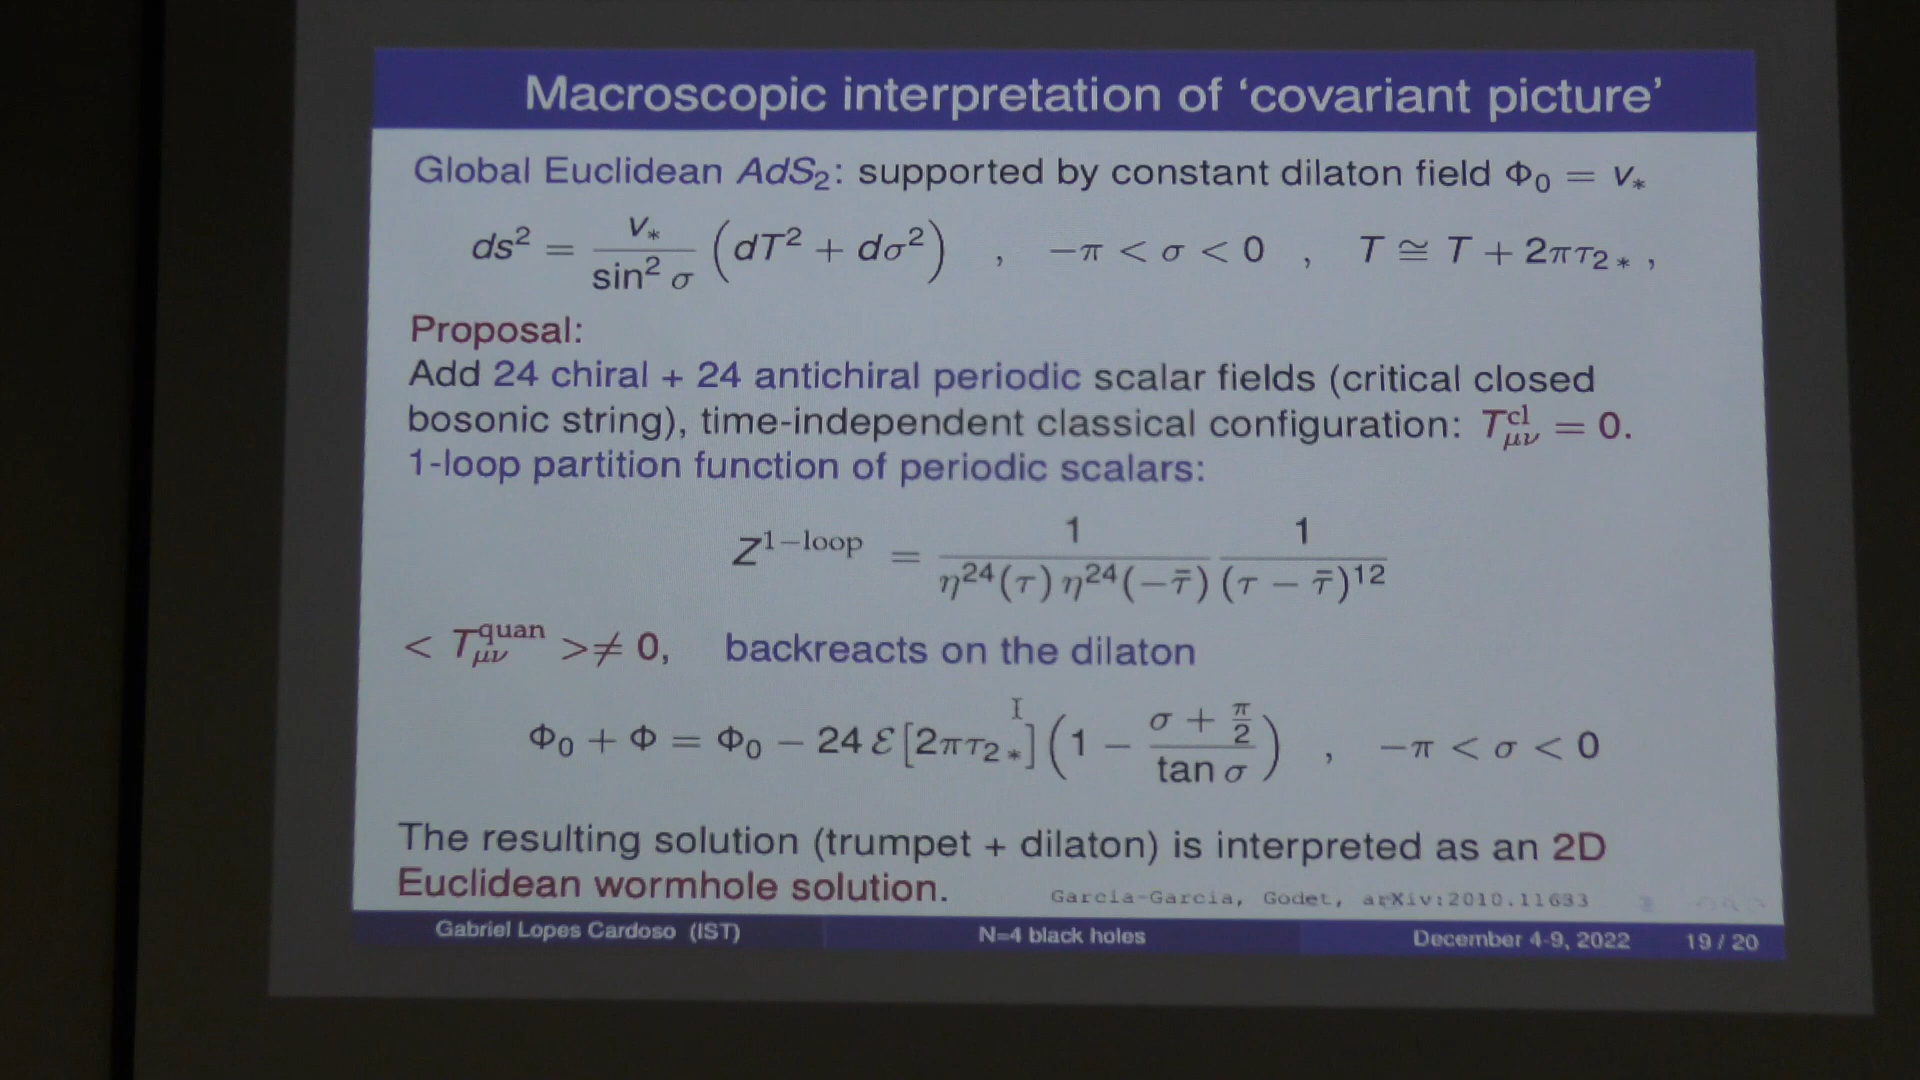 Macroscopic interpretation of ‘covariant picture’
Global Euclidean AdS₂: supported by constant dilaton field Φ₀ = v∗
ds² = v∗ / sin² σ (dT² + dσ²) , −π < σ < 0 , T ≅ T + 2πτ₂∗ ,
Proposal:
Add 24 chiral + 24 antichiral periodic scalar fields (critical closed
bosonic string), time-independent classical configuration: T^cl_μν = 0.
1-loop partition function of periodic scalars:
Z^1−loop = 1 / η²⁴(τ) η²⁴(−τ̄) 1 / (τ − τ̄)¹²
< T^quan_μν >≠ 0, backreacts on the dilaton
Φ₀ + Φ = Φ₀ − 24 ℰ [2πτ₂∗] (1 − (σ + π/2) / tan σ) , −π < σ < 0
The resulting solution (trumpet + dilaton) is interpreted as an 2D
Euclidean wormhole solution. Garcia-Garcia, Godet, arXiv:2010.11633
Gabriel Lopes Cardoso (IST) N=4 black holes December 4-9, 2022 19 / 20